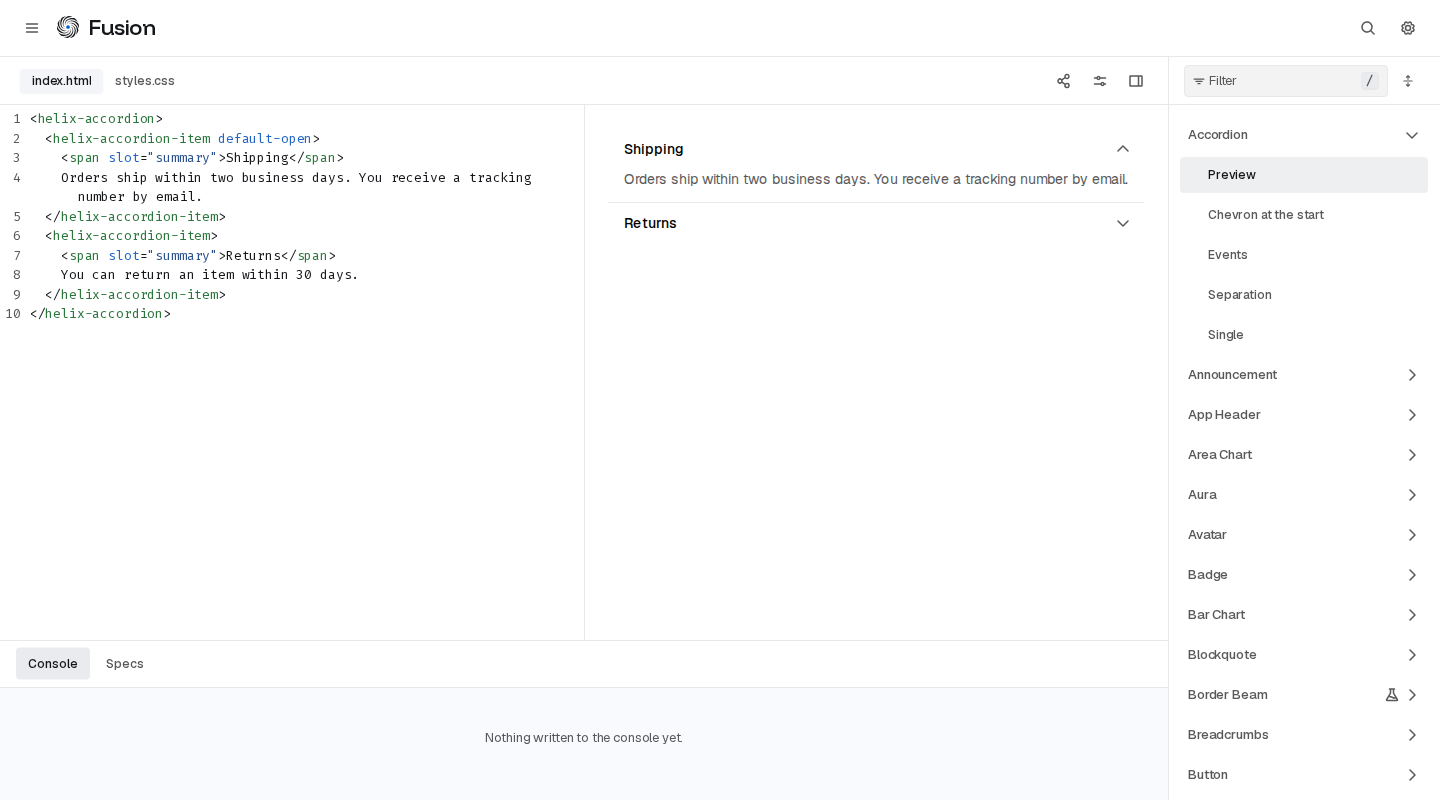 Fusion
index.html
styles.css
Filter
/
1 <helix-accordion>
2 <helix-accordion-item default-open>
3 <span slot="summary">Shipping</span>
4 Orders ship within two business days. You receive a tracking
number by email.
5 </helix-accordion-item>
6 <helix-accordion-item>
7 <span slot="summary">Returns</span>
8 You can return an item within 30 days.
9 </helix-accordion-item>
10 </helix-accordion>
Shipping
Orders ship within two business days. You receive a tracking number by email.
Returns
Console
Specs
Nothing written to the console yet.
Accordion
Preview
Chevron at the start
Events
Separation
Single
Announcement
App Header
Area Chart
Aura
Avatar
Badge
Bar Chart
Blockquote
Border Beam
Breadcrumbs
Button